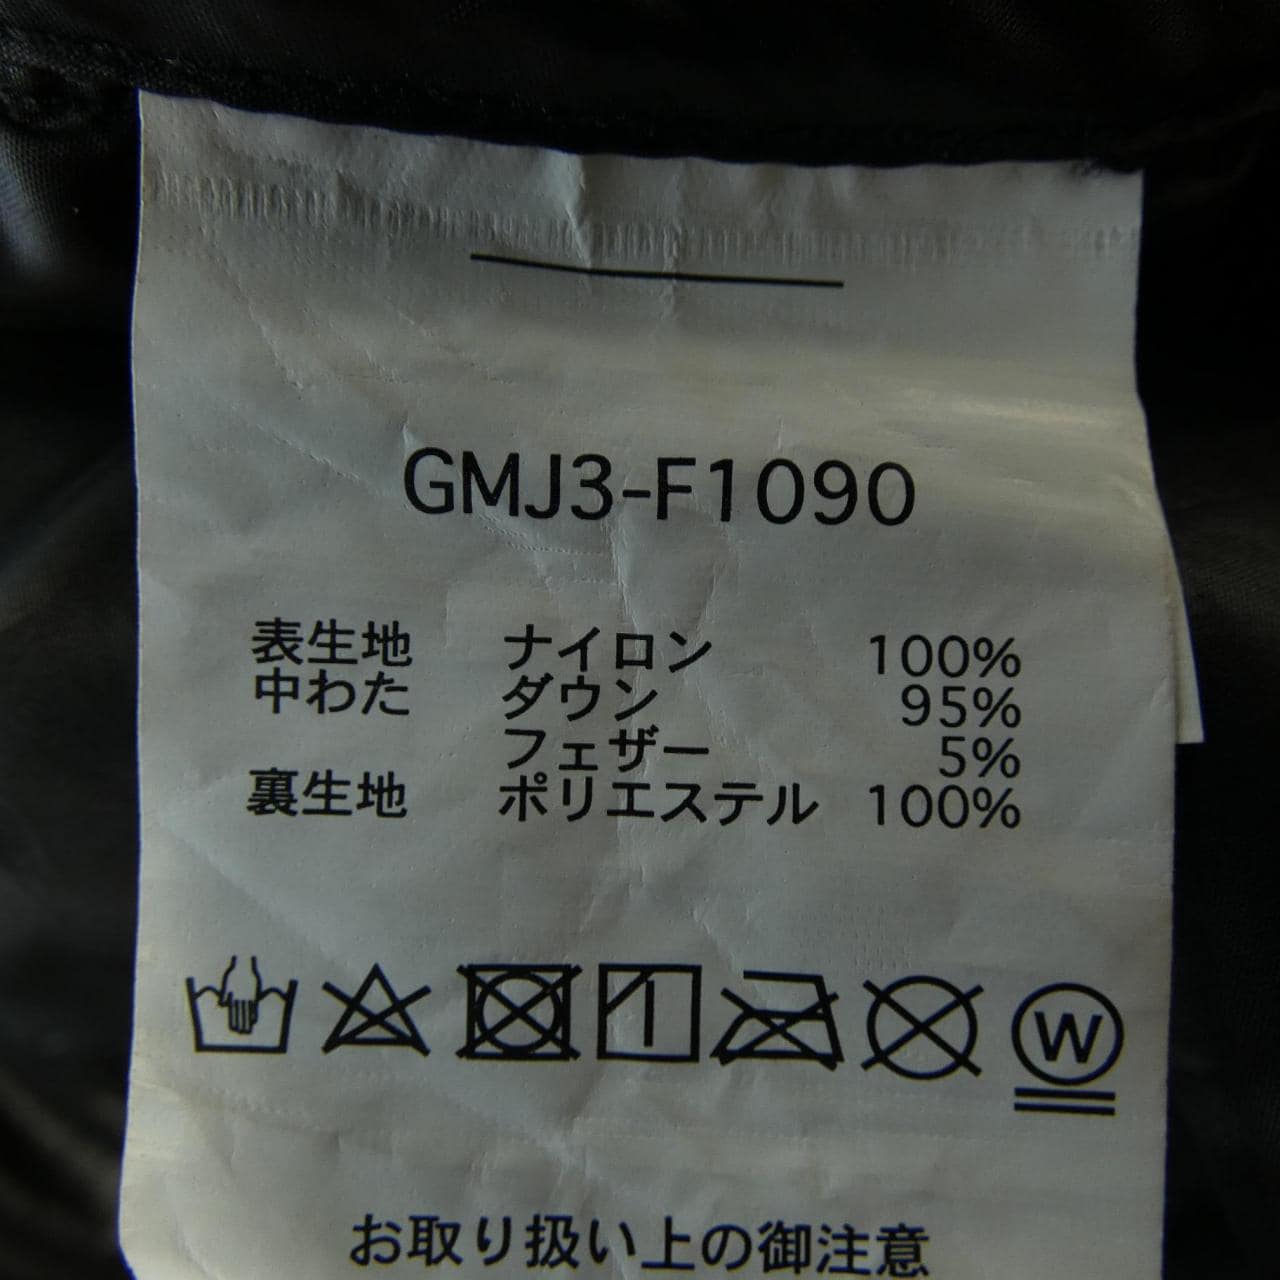 GMJ3-F1090
表生地 ナイロン 100%
中わた ダウン 95%
フェザー 5%
裏生地 ポリエステル 100%
W
お取り扱い上の御注意